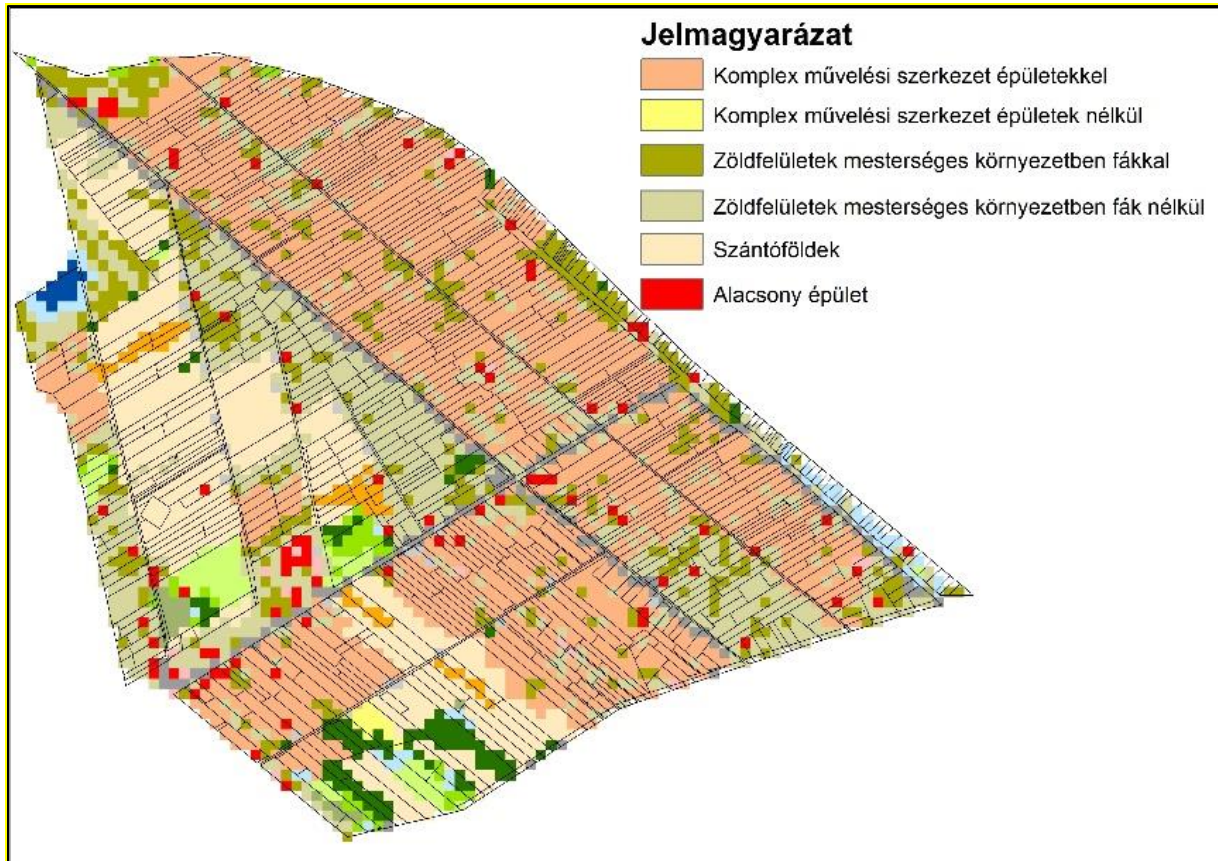 Jelmagyarázat
Komplex művelési szerkezet épületekkel
Komplex művelési szerkezet épületek nélkül
Zöldfelületek mesterséges környezetben fákkal
Zöldfelületek mesterséges környezetben fák nélkül
Szántóföldek
Alacsony épület